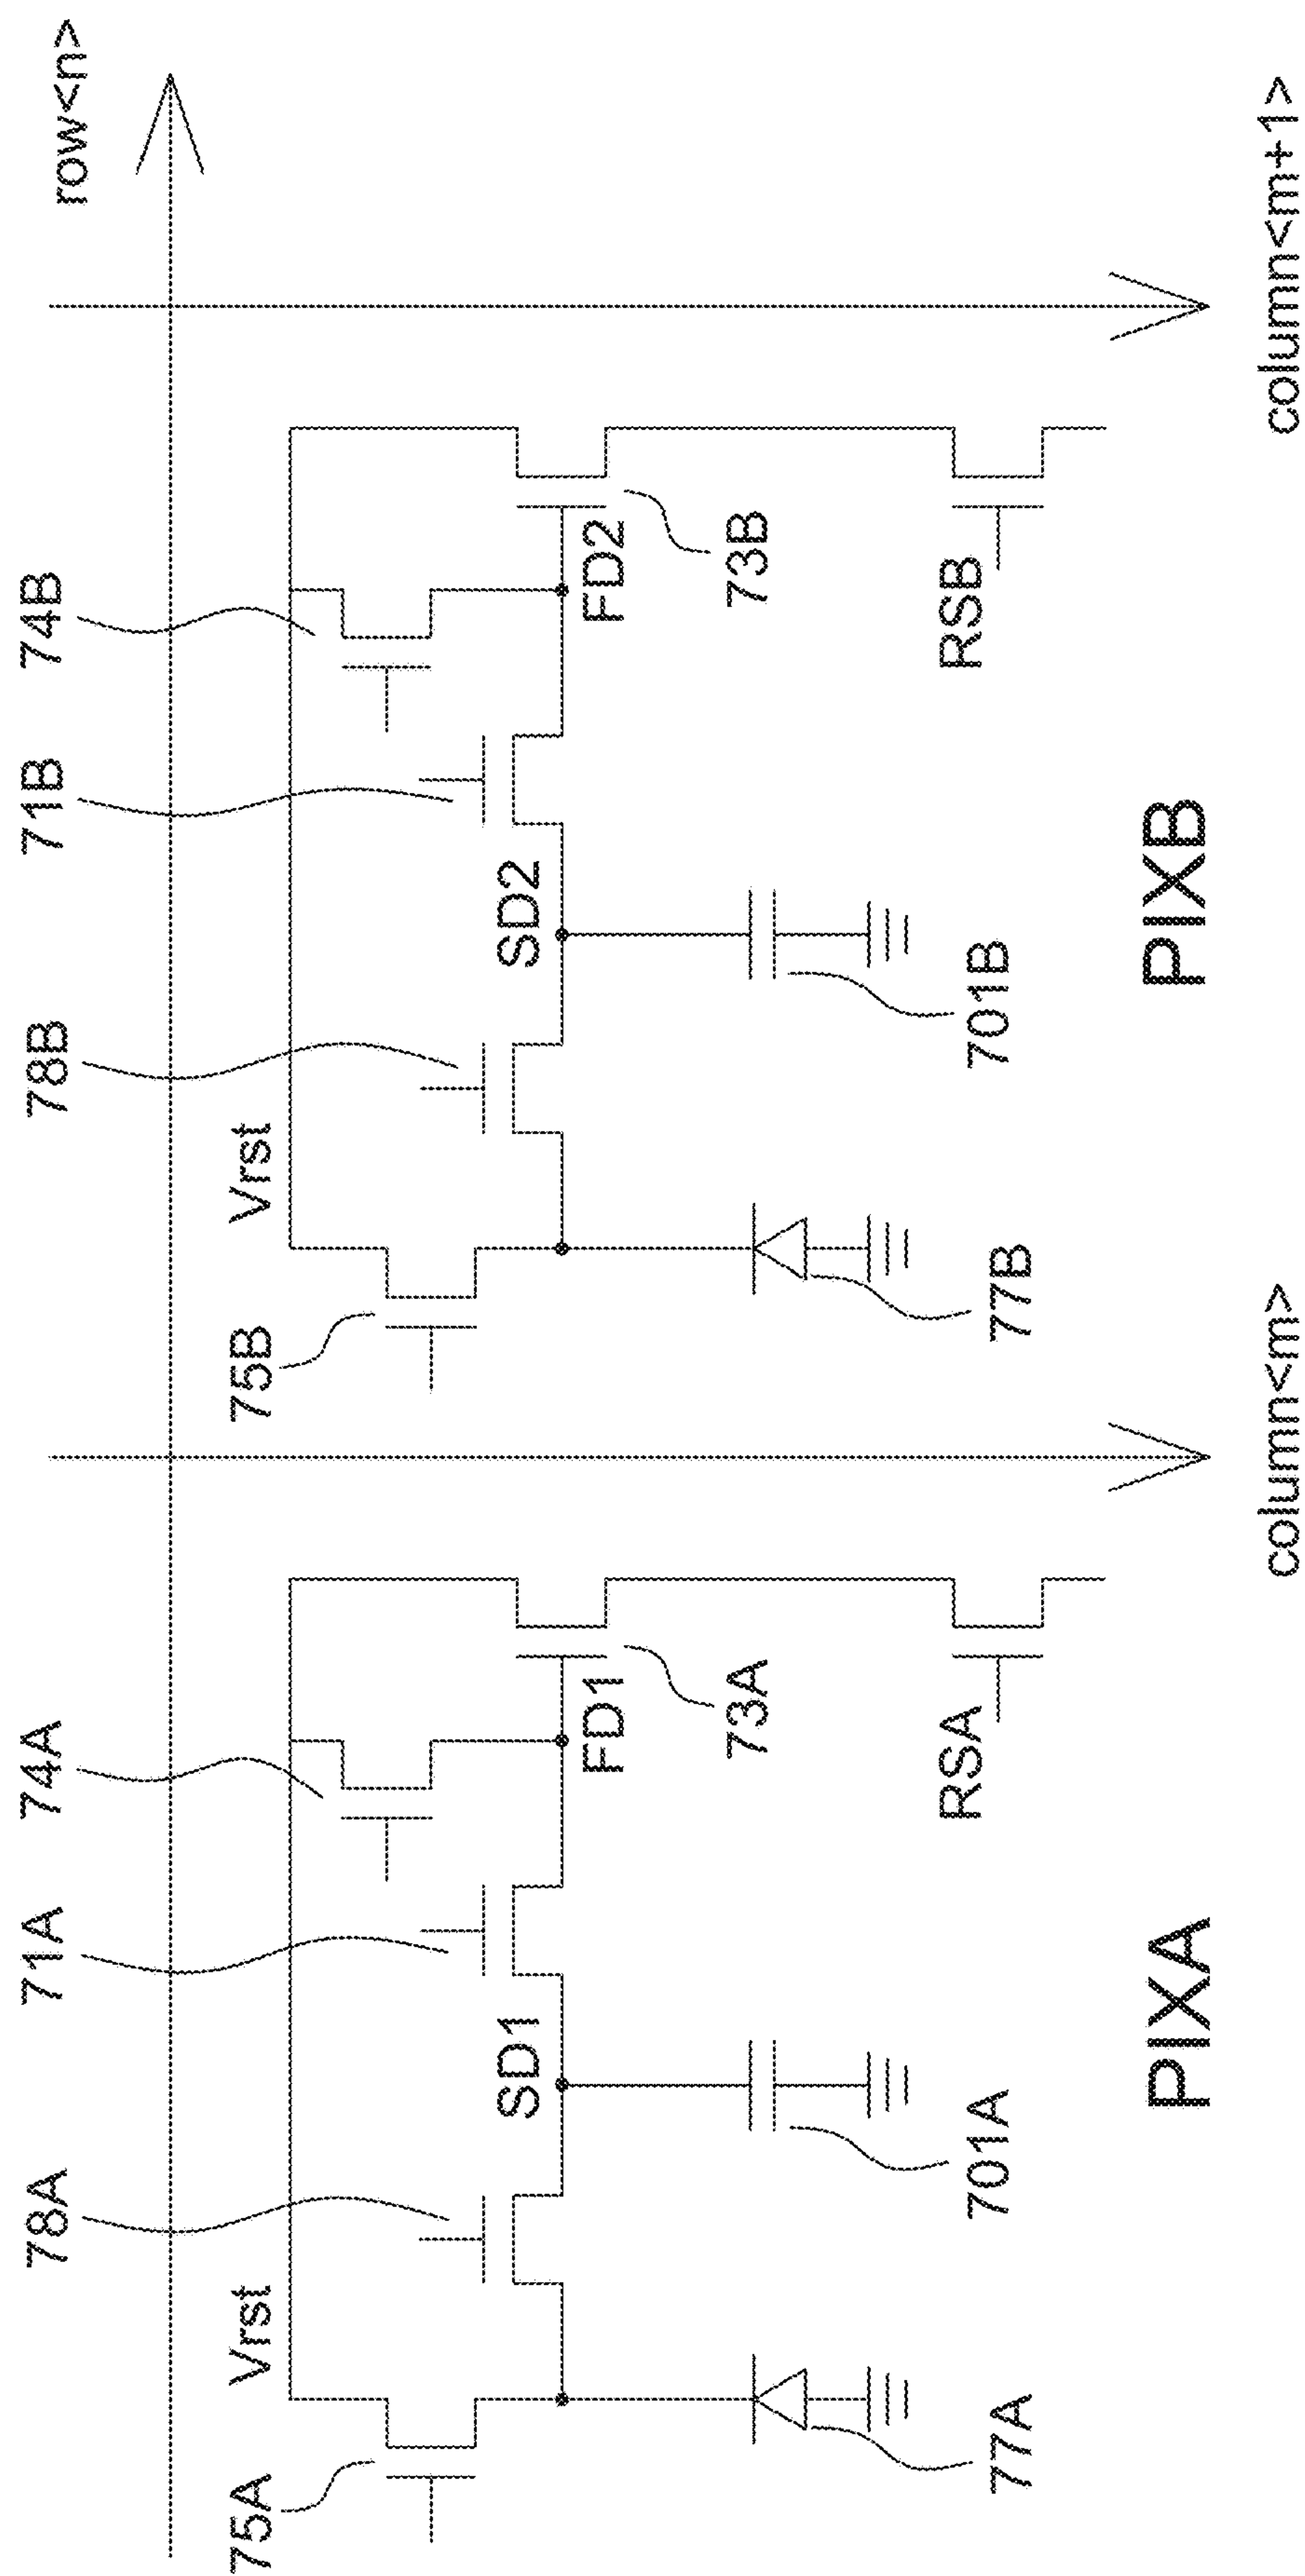 row<n>
78A
71A
74A
78B
71B
74B
75A
Vrst
75B
Vrst
SD1
SD2
FD1
FD2
73A
73B
77A
701A
RSA
77B
701B
RSB
PIXA
PIXB
column<m>
column<m+1>